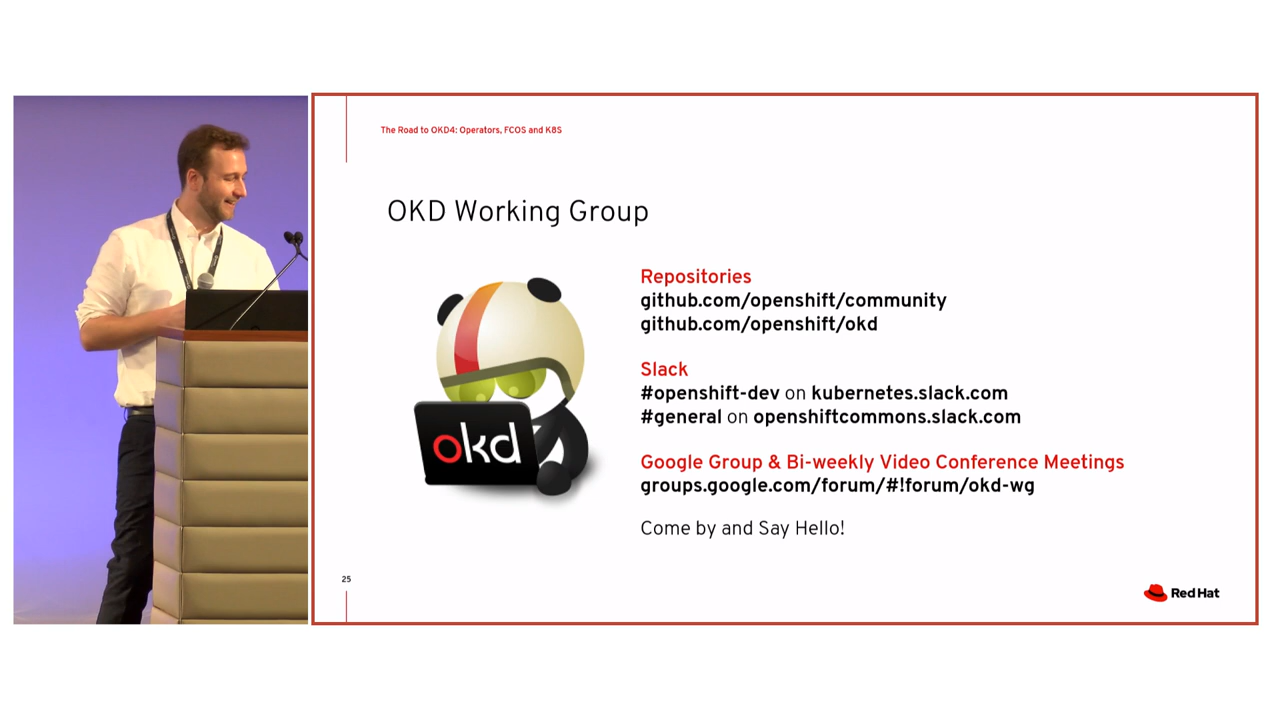 The Road to OKD4: Operators, FCOS and K8S
OKD Working Group
okd
Repositories
github.com/openshift/community
github.com/openshift/okd
Slack
#openshift-dev on kubernetes.slack.com
#general on openshiftcommons.slack.com
Google Group & Bi-weekly Video Conference Meetings
groups.google.com/forum/#!forum/okd-wg
Come by and Say Hello!
25
Red Hat